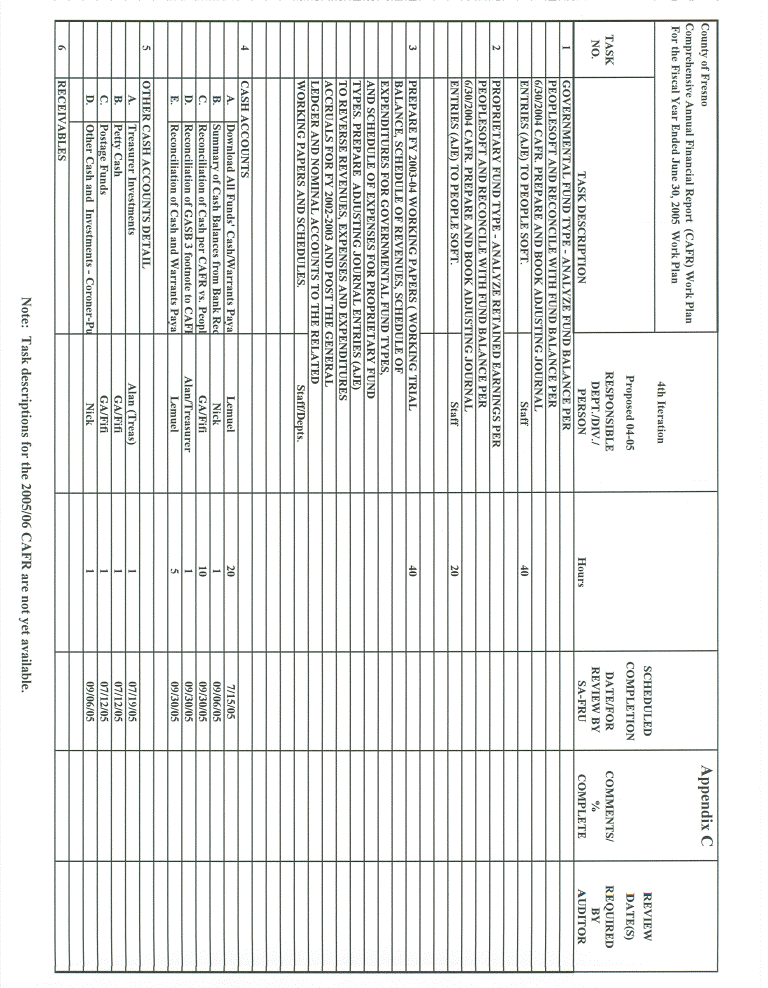 Appendix C
County of Fresno
Comprehensive Annual Financial Report (CAFR) Work Plan
For the Fiscal Year Ended June 30, 2005 Work Plan
4th Iteration
Proposed 04-05
TASK NO.
TASK DESCRIPTION
RESPONSIBLE DEPT./DIV./ PERSON
Hours
SCHEDULED COMPLETION DATE/FOR REVIEW BY SA-FRU
COMMENTS/ % COMPLETE
REVIEW DATE(S) REQUIRED BY AUDITOR
1 GOVERNMENTAL FUND TYPE - ANALYZE FUND BALANCE PER
PEOPLESOFT AND RECONCILE WITH FUND BALANCE PER
6/30/2004 CAFR. PREPARE AND BOOK ADJUSTING JOURNAL
ENTRIES (AJE) TO PEOPLE SOFT. Staff 40
2 PROPRIETARY FUND TYPE - ANALYZE RETAINED EARNINGS PER
PEOPLESOFT AND RECONCILE WITH FUND BALANCE PER
6/30/2004 CAFR. PREPARE AND BOOK ADJUSTING JOURNAL
ENTRIES (AJE) TO PEOPLE SOFT. Staff 20
3 PREPARE FY 2003-04 WORKING PAPERS (WORKING TRIAL 40
BALANCE, SCHEDULE OF REVENUES, SCHEDULE OF
EXPENDITURES FOR GOVERNMENTAL FUND TYPES,
AND SCHEDULE OF EXPENSES FOR PROPRIETARY FUND
TYPES. PREPARE ADJUSTING JOURNAL ENTRIES (AJE)
TO REVERSE REVENUES, EXPENSES AND EXPENDITURES
ACCRUALS FOR FY 2002-2003 AND POST THE GENERAL
LEDGER AND NOMINAL ACCOUNTS TO THE RELATED
WORKING PAPERS AND SCHEDULES. Staff/Depts.
4 CASH ACCOUNTS
A. Download All Funds' Cash/Warrants Paya Lemuel 20 7/15/05
B. Summary of Cash Balances from Bank Rec Nick 1 09/06/05
C. Reconciliation of Cash per CAFR vs. Peopl GA/Fifi 10 09/30/05
D. Reconciliation of GASB 3 footnote to CAFR Alan/Treasurer 1 09/30/05
E. Reconciliation of Cash and Warrants Paya Lemuel 5 09/30/05
5 OTHER CASH ACCOUNTS DETAIL
A. Treasurer Investments Alan (Treas) 1 07/19/05
B. Petty Cash GA/Fifi 1 07/12/05
C. Postage Funds GA/Fifi 1 07/12/05
D. Other Cash and Investments - Coroner-Pu Nick 1 09/06/05
6 RECEIVABLES
Note: Task descriptions for the 2005/06 CAFR are not yet available.